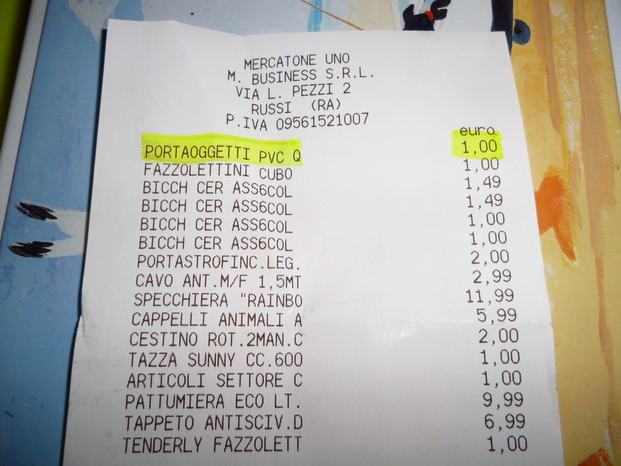 MERCATONE UNO
M. BUSINESS S.R.L.
VIA L. PEZZI 2
RUSSI (RA)
P.IVA 09561521007
euro
PORTAOGGETTI PVC Q 1,00
FAZZOLETTINI CUBO 1,00
BICCH CER ASS6COL 1,49
BICCH CER ASS6COL 1,49
BICCH CER ASS6COL 1,00
BICCH CER ASS6COL 1,00
PORTASTROFINC.LEG. 2,00
CAVO ANT.M/F 1,5MT 2,99
SPECCHIERA "RAINBO 11,99
CAPPELLI ANIMALI A 5,99
CESTINO ROT.2MAN.C 2,00
TAZZA SUNNY CC.600 1,00
ARTICOLI SETTORE C 1,00
PATTUMIERA ECO LT. 9,99
TAPPETO ANTISCIV.D 6,99
TENDERLY FAZZOLETT 1,00